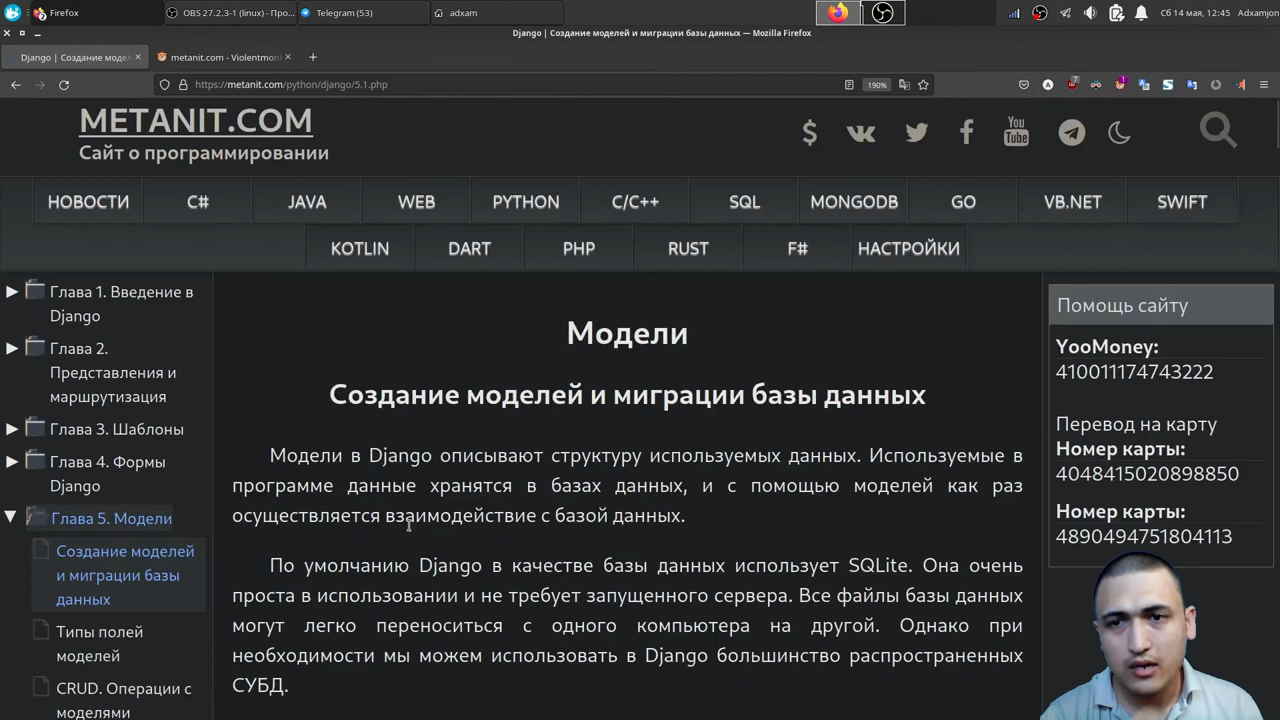 Firefox
OBS 27.2.3-1 (linux) - Про...
Telegram (53)
adxam
Сб 14 мая, 12:45
Adxamjon
Django | Создание моделей и миграции базы данных — Mozilla Firefox
Django | Создание модел
metanit.com - Violentmonk
https://metanit.com/python/django/5.1.php
190%
METANIT.COM
Сайт о программировании
You
Tube
НОВОСТИ
C#
JAVA
WEB
PYTHON
C/C++
SQL
MONGODB
GO
VB.NET
SWIFT
KOTLIN
DART
PHP
RUST
F#
НАСТРОЙКИ
Глава 1. Введение в
Django
Глава 2.
Представления и
маршрутизация
Глава 3. Шаблоны
Глава 4. Формы
Django
Глава 5. Модели
Создание моделей
и миграции базы
данных
Типы полей
моделей
CRUD. Операции с
моделями
Модели
Создание моделей и миграции базы данных
Модели в Django описывают структуру используемых данных. Используемые в
программе данные хранятся в базах данных, и с помощью моделей как раз
осуществляется взаимодействие с базой данных.
По умолчанию Django в качестве базы данных использует SQLite. Она очень
проста в использовании и не требует запущенного сервера. Все файлы базы данных
могут легко переноситься с одного компьютера на другой. Однако при
необходимости мы можем использовать в Django большинство распространенных
СУБД.
Помощь сайту
YooMoney:
410011174743222
Перевод на карту
Номер карты:
4048415020898850
Номер карты:
4890494751804113